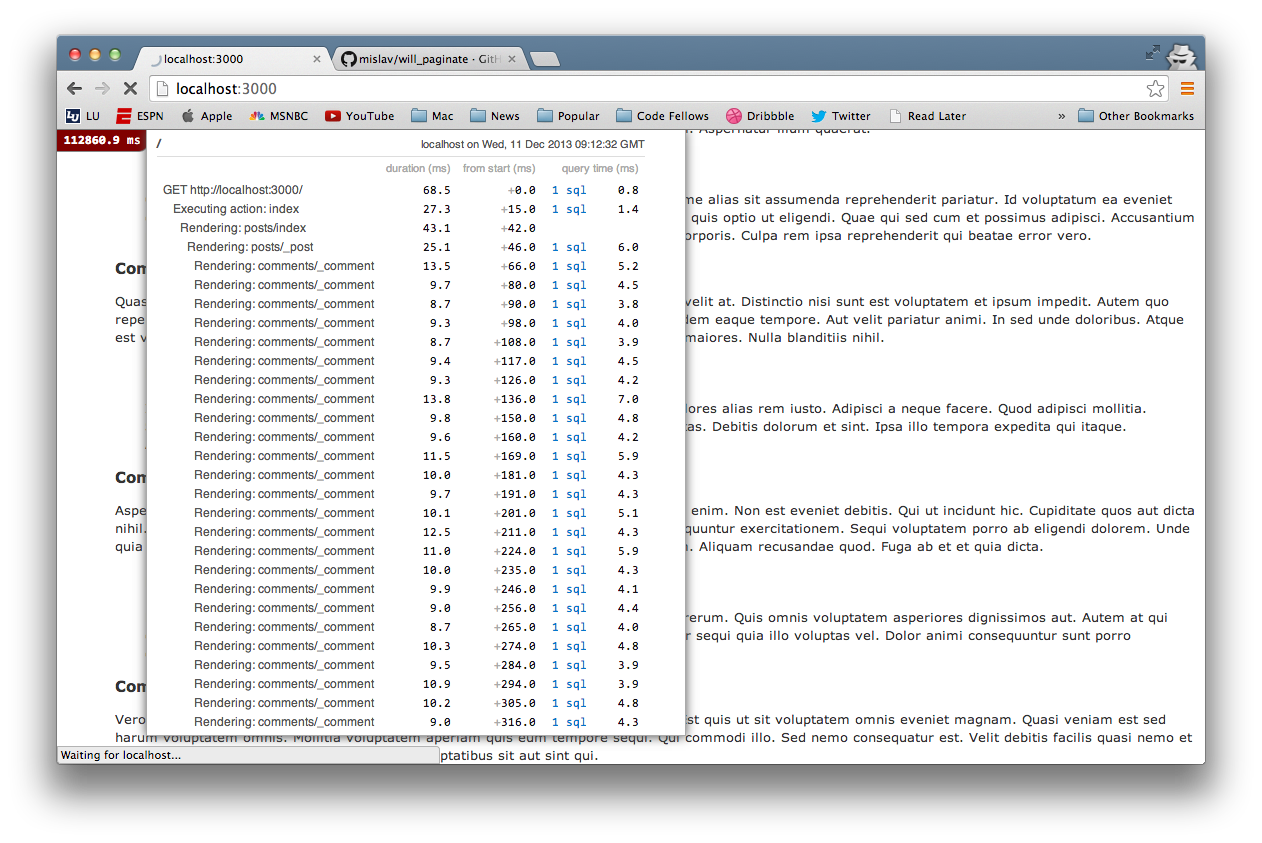 localhost:3000
mislav/will_paginate · GitH
localhost:3000
LU ESPN Apple MSNBC YouTube Mac News Popular Code Fellows Dribbble Twitter Read Later » Other Bookmarks
112860.9 ms
/ localhost on Wed, 11 Dec 2013 09:12:32 GMT
duration (ms) from start (ms) query time (ms)
GET http://localhost:3000/ 68.5 +0.0 1 sql 0.8
Executing action: index 27.3 +15.0 1 sql 1.4
Rendering: posts/index 43.1 +42.0
Rendering: posts/_post 25.1 +46.0 1 sql 6.0
Rendering: comments/_comment 13.5 +66.0 1 sql 5.2
Rendering: comments/_comment 9.7 +80.0 1 sql 4.5
Rendering: comments/_comment 8.7 +90.0 1 sql 3.8
Rendering: comments/_comment 9.3 +98.0 1 sql 4.0
Rendering: comments/_comment 8.7 +108.0 1 sql 3.9
Rendering: comments/_comment 9.4 +117.0 1 sql 4.5
Rendering: comments/_comment 9.3 +126.0 1 sql 4.2
Rendering: comments/_comment 13.8 +136.0 1 sql 7.0
Rendering: comments/_comment 9.8 +150.0 1 sql 4.8
Rendering: comments/_comment 9.6 +160.0 1 sql 4.2
Rendering: comments/_comment 11.5 +169.0 1 sql 5.9
Rendering: comments/_comment 10.0 +181.0 1 sql 4.3
Rendering: comments/_comment 9.7 +191.0 1 sql 4.3
Rendering: comments/_comment 10.1 +201.0 1 sql 5.1
Rendering: comments/_comment 12.5 +211.0 1 sql 4.3
Rendering: comments/_comment 11.0 +224.0 1 sql 5.9
Rendering: comments/_comment 10.0 +235.0 1 sql 4.3
Rendering: comments/_comment 9.9 +246.0 1 sql 4.1
Rendering: comments/_comment 9.0 +256.0 1 sql 4.4
Rendering: comments/_comment 8.7 +265.0 1 sql 4.0
Rendering: comments/_comment 10.3 +274.0 1 sql 4.8
Rendering: comments/_comment 9.5 +284.0 1 sql 3.9
Rendering: comments/_comment 10.9 +294.0 1 sql 3.9
Rendering: comments/_comment 10.2 +305.0 1 sql 4.8
Rendering: comments/_comment 9.0 +316.0 1 sql 4.3
. Aspernatur illum quaerat.
me alias sit assumenda reprehenderit pariatur. Id voluptatum ea eveniet
quis optio ut eligendi. Quae qui sed cum et possimus adipisci. Accusantium
orporis. Culpa rem ipsa reprehenderit qui beatae error vero.
Com
Quas velit at. Distinctio nisi sunt est voluptatem et ipsum impedit. Autem quo
repe dem eaque tempore. Aut velit pariatur animi. In sed unde doloribus. Atque
est v maiores. Nulla blanditiis nihil.
lores alias rem iusto. Adipisci a neque facere. Quod adipisci mollitia.
tas. Debitis dolorum et sint. Ipsa illo tempora expedita qui itaque.
Com
Aspe enim. Non est eveniet debitis. Qui ut incidunt hic. Cupiditate quos aut dicta
nihil. quuntur exercitationem. Sequi voluptatem porro ab eligendi dolorem. Unde
quia . Aliquam recusandae quod. Fuga ab et et quia dicta.
rerum. Quis omnis voluptatem asperiores dignissimos aut. Autem at qui
r sequi quia illo voluptas vel. Dolor animi consequuntur sunt porro
Com
Vero st quis ut sit voluptatem omnis eveniet magnam. Quasi veniam est sed
harum voluptatem omnis. Mollitia voluptatem aperiam quis eum tempore sequi. Qui commodi illo. Sed nemo consequatur est. Velit debitis facilis quasi nemo et
ptatibus sit aut sint qui.
Waiting for localhost...